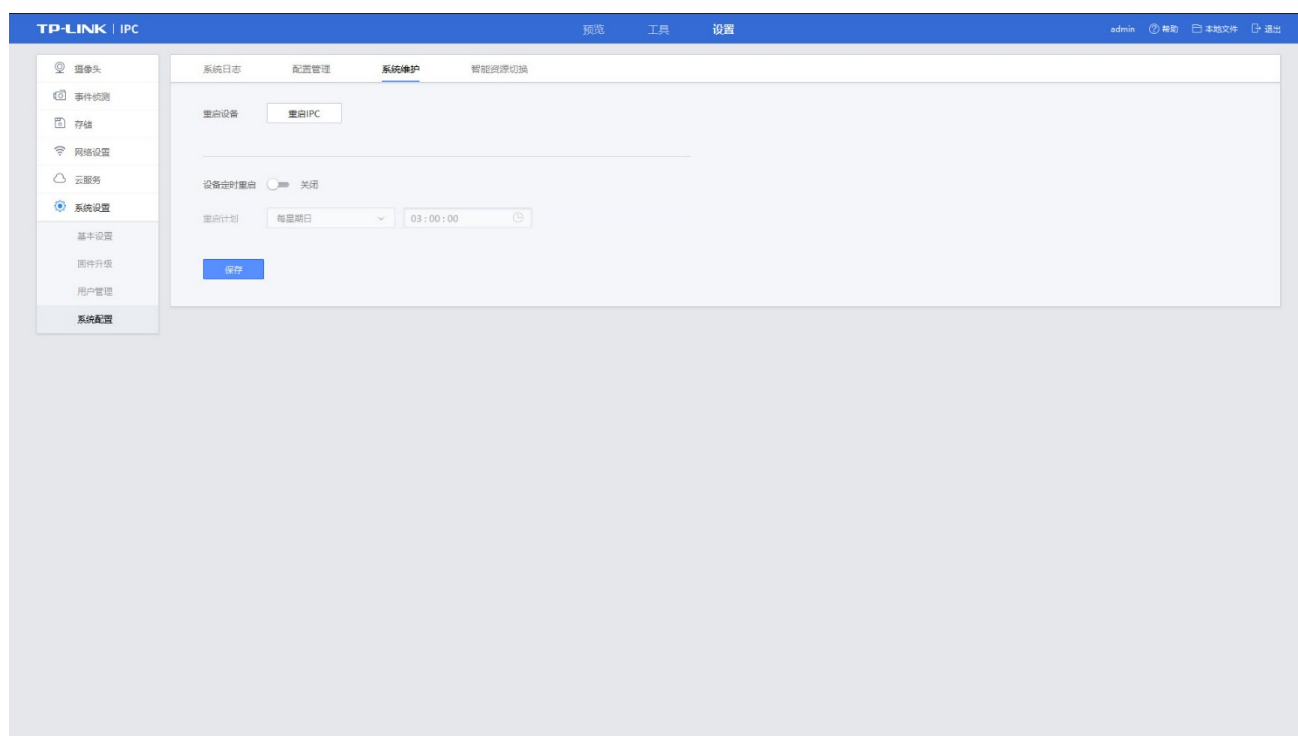 TP-LINK | IPC
预览 工具 设置
admin 帮助 本地文件 退出
摄像头
事件侦测
存储
网络设置
云服务
系统设置
基本设置
固件升级
用户管理
系统配置
系统日志 配置管理 系统维护 智能资源切换
重启设备 重启IPC
设备定时重启 关闭
重启计划 每星期日 03:00:00
保存